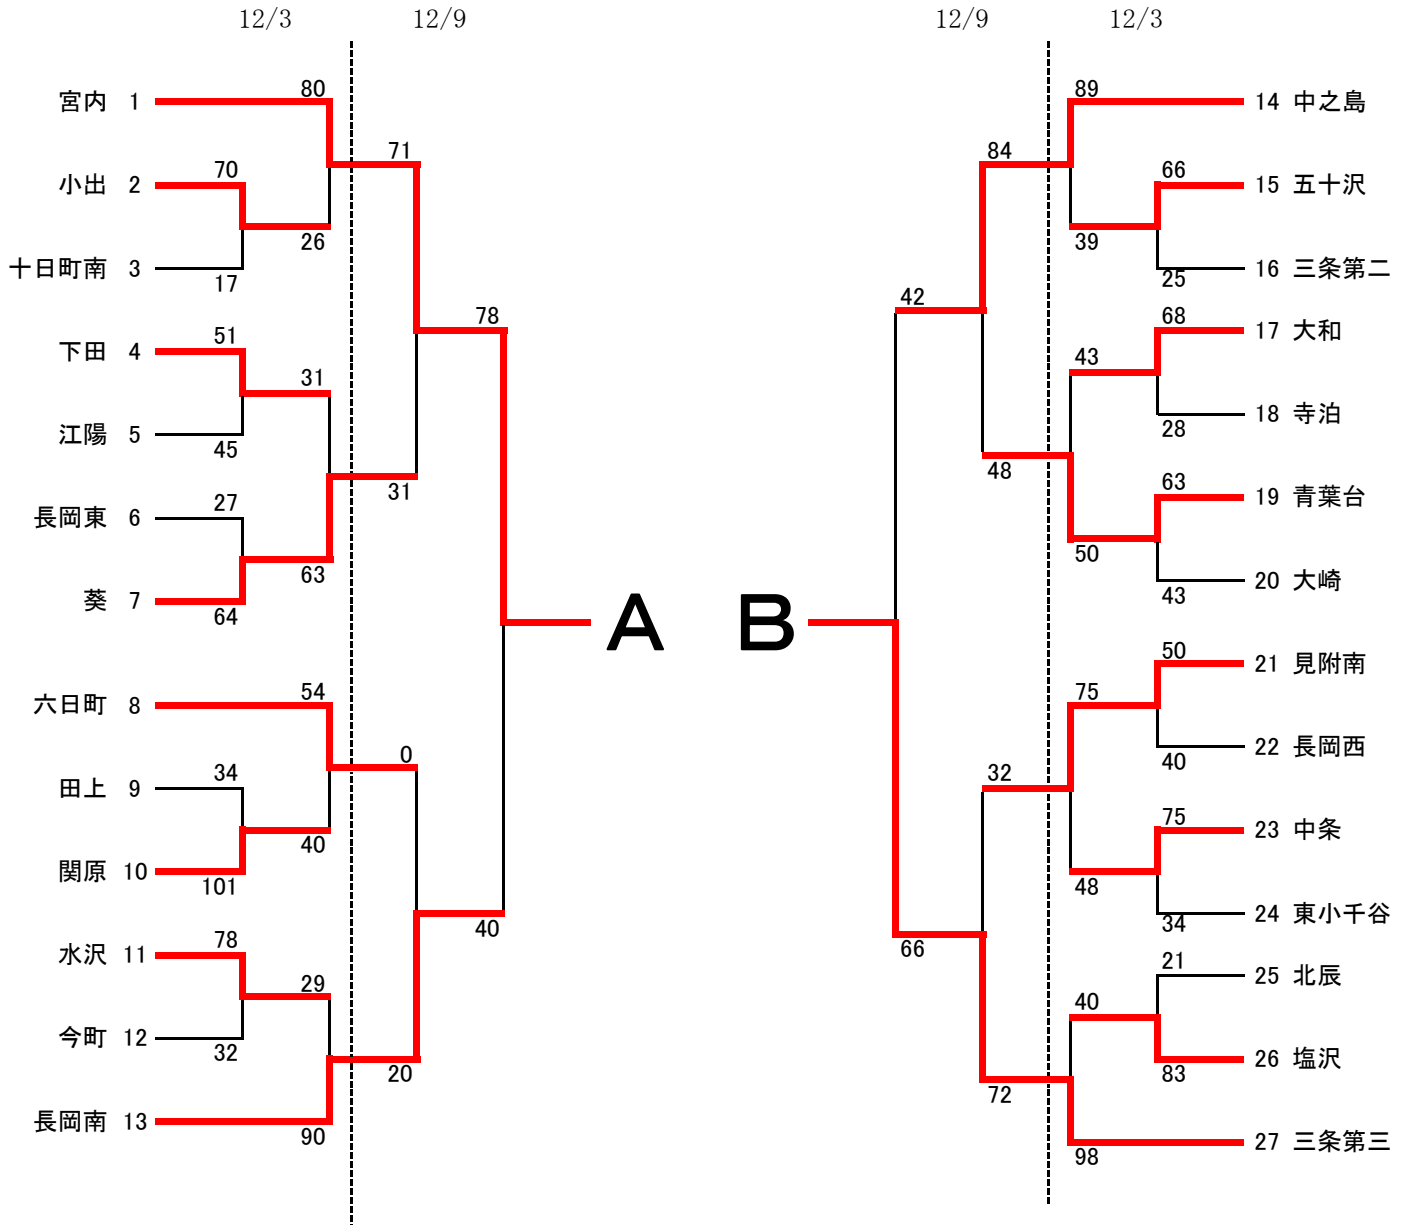 12/3 12/9 12/9 12/3
80 89
宮内 1 14 中之島
71 84
70 66
小出 2 15 五十沢
26 39
十日町南 3 16 三条第二
17 25
42
78 68
51 17 大和
下田 4 43
31
18 寺泊
江陽 5 28
45
48
31 63
27 19 青葉台
長岡東 6
50
63
20 大崎
葵 7 43
64
A B
50
21 見附南
54 75
六日町 8
22 長岡西
0 40
34 32
田上 9
75
23 中条
40
関原 10 48
101
24 東小千谷
40 34
78 66
水沢 11 21
25 北辰
29 40
今町 12
32
26 塩沢
20 83
72
長岡南 13
90 27 三条第三
98